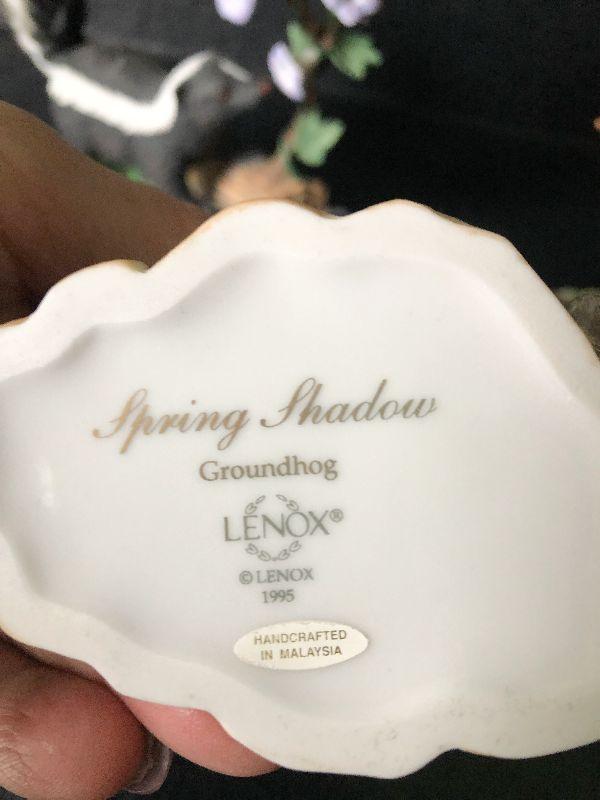 Spring Shadow
Groundhog
LENOX®
© LENOX
1995
HANDCRAFTED
IN MALAYSIA